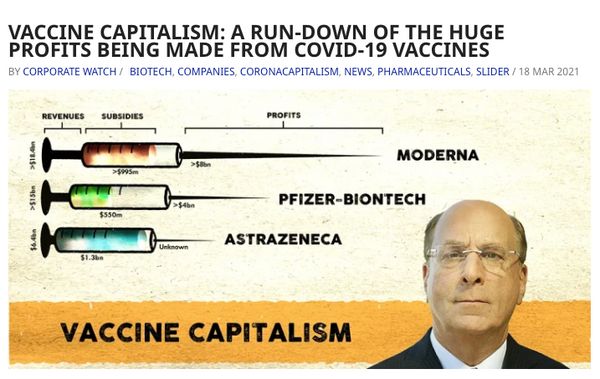 VACCINE CAPITALISM: A RUN-DOWN OF THE HUGE
PROFITS BEING MADE FROM COVID-19 VACCINES
BY CORPORATE WATCH / BIOTECH, COMPANIES, CORONACAPITALISM, NEWS, PHARMACEUTICALS, SLIDER / 18 MAR 2021
REVENUES SUBSIDIES PROFITS
>$18.4bn
>$995m
>$8bn
MODERNA
>$15bn
$550m
>$4bn
PFIZER-BIONTECH
$6.4bn
$1.3bn
Unknown
ASTRAZENECA
VACCINE CAPITALISM